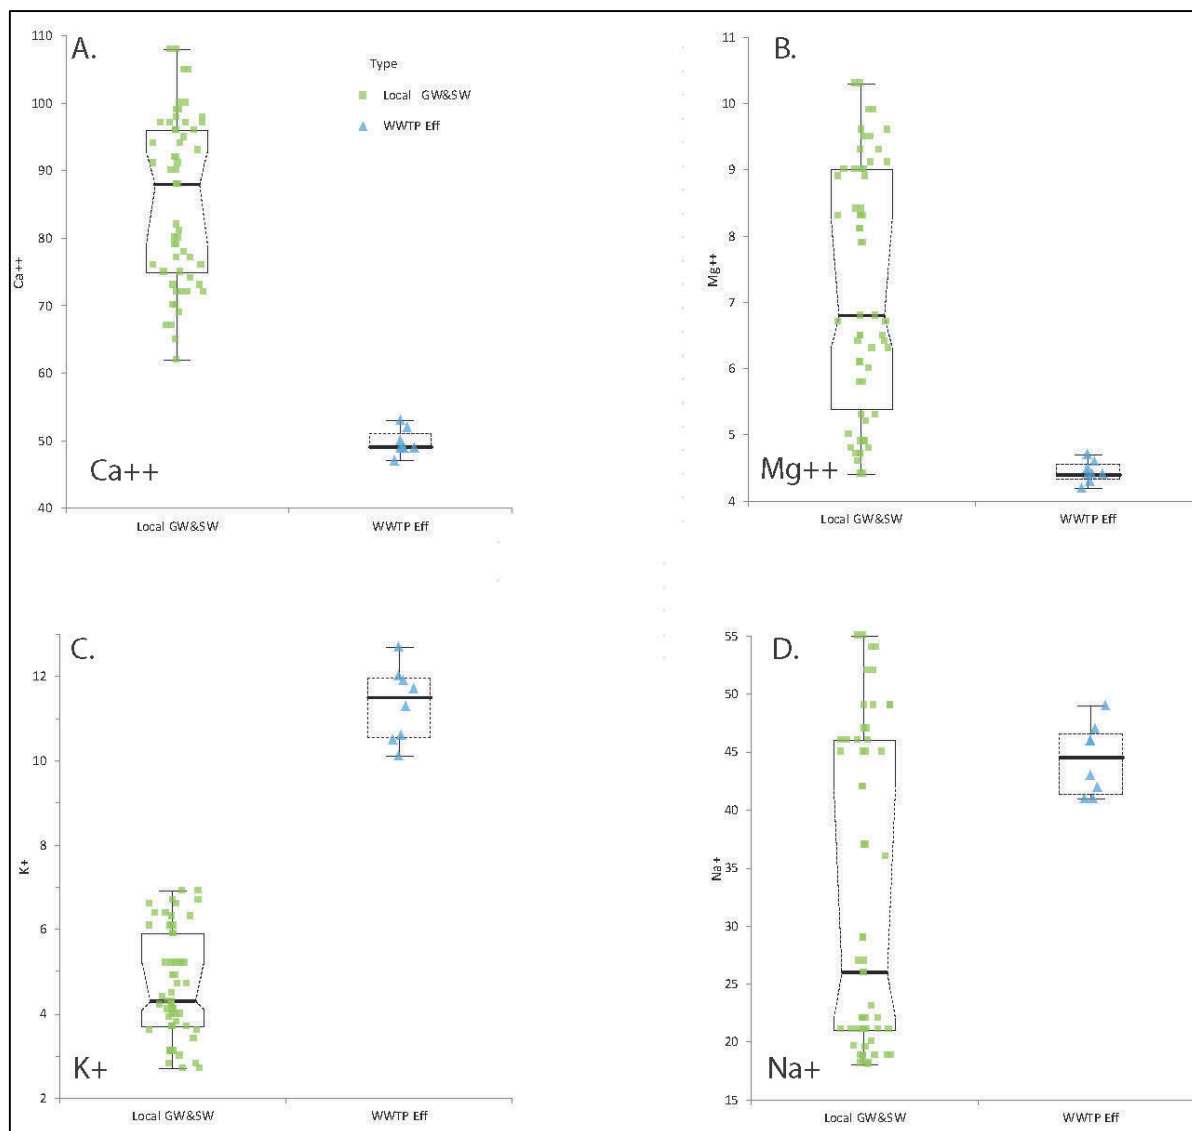 A.
110
100
90
80
70
60
50
40
Ca++
Type
Local GW&SW
WWTP Eff
Ca++
Local GW&SW
WWTP Eff
B.
11
10
9
8
7
6
5
4
Mg++
Mg++
Local GW&SW
WWTP Eff
C.
12
10
8
6
4
2
K+
K+
Local GW&SW
WWTP Eff
D.
55
50
45
40
35
30
25
20
15
Na+
Na+
Local GW&SW
WWTP Eff